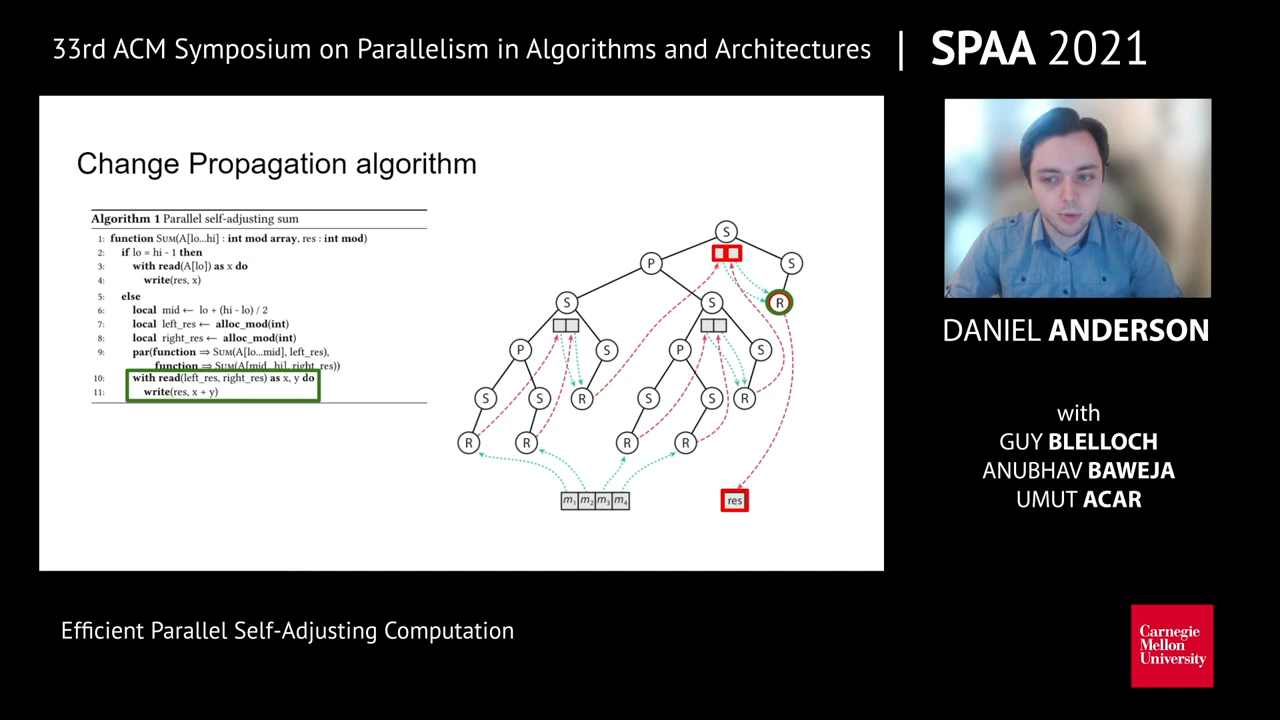 33rd ACM Symposium on Parallelism in Algorithms and Architectures | SPAA 2021
Change Propagation algorithm
Algorithm 1 Parallel self-adjusting sum
1: function SUM(A[lo...hi] : int mod array, res : int mod)
2: if lo = hi - 1 then
3: with read(A[lo]) as x do
4: write(res, x)
5: else
6: local mid ← lo + (hi - lo) / 2
7: local left_res ← alloc_mod(int)
8: local right_res ← alloc_mod(int)
9: par(function ⇒ SUM(A[lo...mid], left_res),
function ⇒ SUM(A[mid...hi], right_res))
10: with read(left_res, right_res) as x, y do
11: write(res, x + y)
S
P S
S S R
P S P S
S S R S S R
R R R R
m₁ m₂ m₃ m₄ res
DANIEL ANDERSON
with
GUY BLELLOCH
ANUBHAV BAWEJA
UMUT ACAR
Efficient Parallel Self-Adjusting Computation
Carnegie
Mellon
University